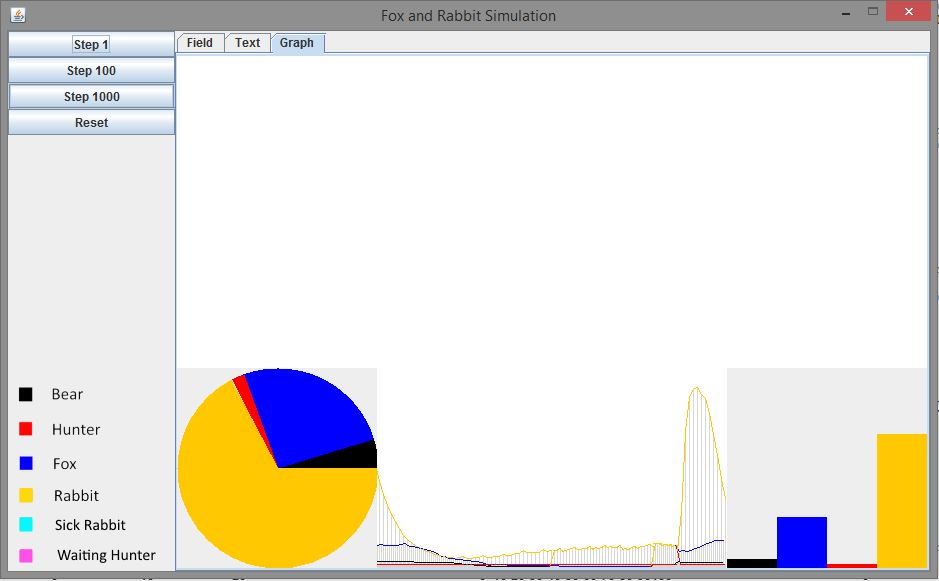 Fox and Rabbit Simulation
Step 1
Step 100
Step 1000
Reset
Field Text Graph
Bear
Hunter
Fox
Rabbit
Sick Rabbit
Waiting Hunter